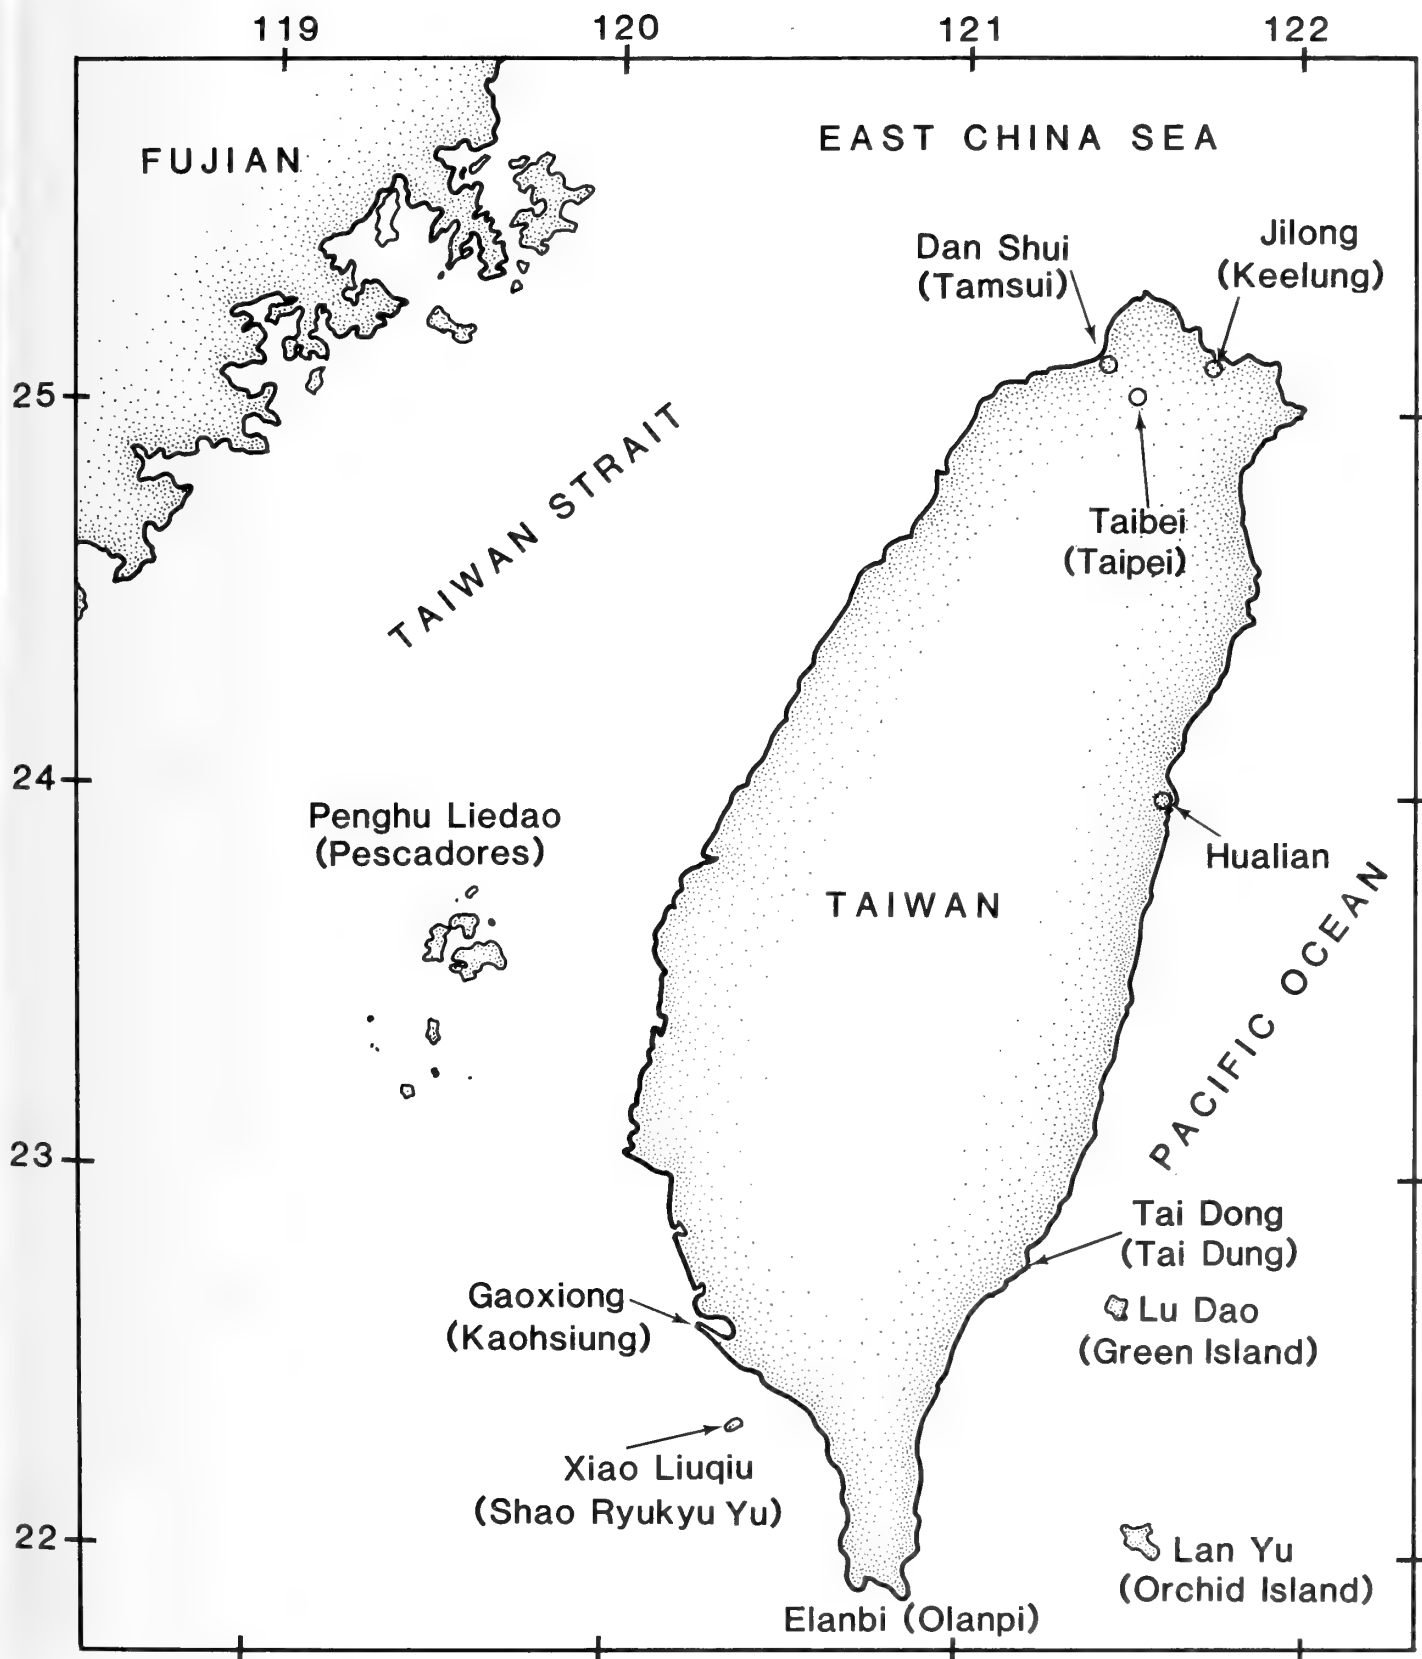 119 120 121 122
EAST CHINA SEA
FUJIAN
Jilong
(Keelung)
Dan Shui
(Tamsui)
25
TAIWAN STRAIT
Taibei
(Taipei)
24
Penghu Liedao
(Pescadores)
Hualian
TAIWAN
PACIFIC OCEAN
23
Tai Dong
(Tai Dung)
Gaoxiong
(Kaohsiung)
Lu Dao
(Green Island)
Xiao Liuqiu
(Shao Ryukyu Yu)
22
Lan Yu
(Orchid Island)
Elanbi (Olanpi)